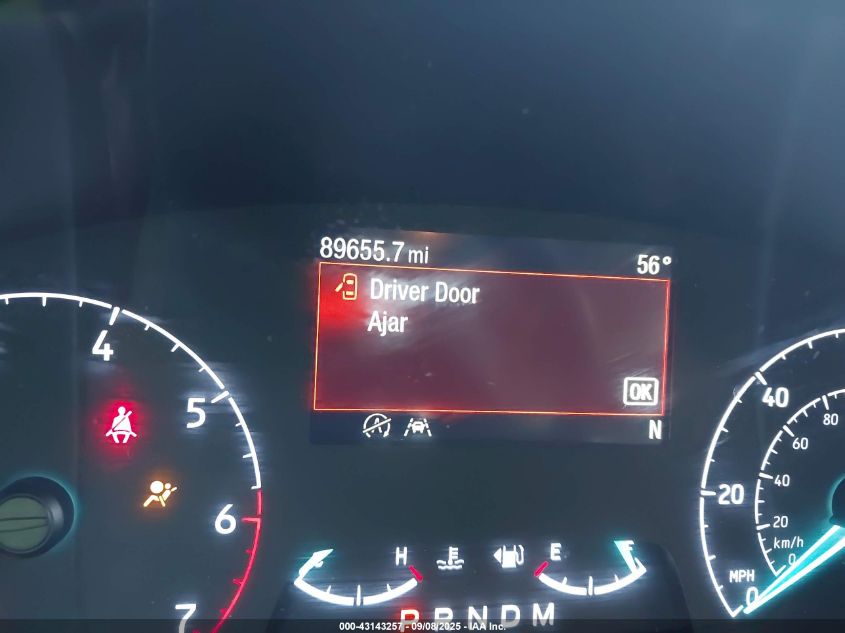 89655.7 mi 56°
Driver Door
Ajar
OK
N
4
5
6
7
H E F
P R N D M
40
20
0
MPH
80
60
40
20
km/h
0
000-43143257 - 09/08/2025 - IAA Inc.